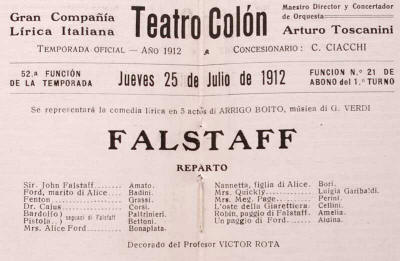 Gran Compañía
Lírica Italiana
Teatro Colón
Maestro Director y Concertador
de Orquesta
Arturo Toscanini
TEMPORADA OFICIAL — AÑO 1912
CONCESIONARIO: C. CIACCHI
52.a FUNCIÓN
DE LA TEMPORADA
Jueves 25 de Julio de 1912
FUNCION N.o 21 DE
ABONO del 1.er TURNO
Se representará la comedia lírica en 3 actos di ARRIGO BOITO, música di G. VERDI
FALSTAFF
REPARTO
Sir. John Falstaff Amato.
Ford, marito di Alice. Badini.
Fenton Grassi.
Dr. Cajus Corsi.
Bardolfo) seguaci di Falstaff Paltrinieri.
Pistola.) Bettoni.
Mrs. Alice Ford Bonaplata.
Nannetta, figlia di Alice. Bori.
Mrs. Quickly Luigia Garibaldi.
Mrs. Meg. Page Perini.
L'oste della Giarettiera. Cellini.
Robin, paggio di Falstaff. Amelia.
Un paggio di Ford Aldina.
Decorado del Profesor VICTOR ROTA